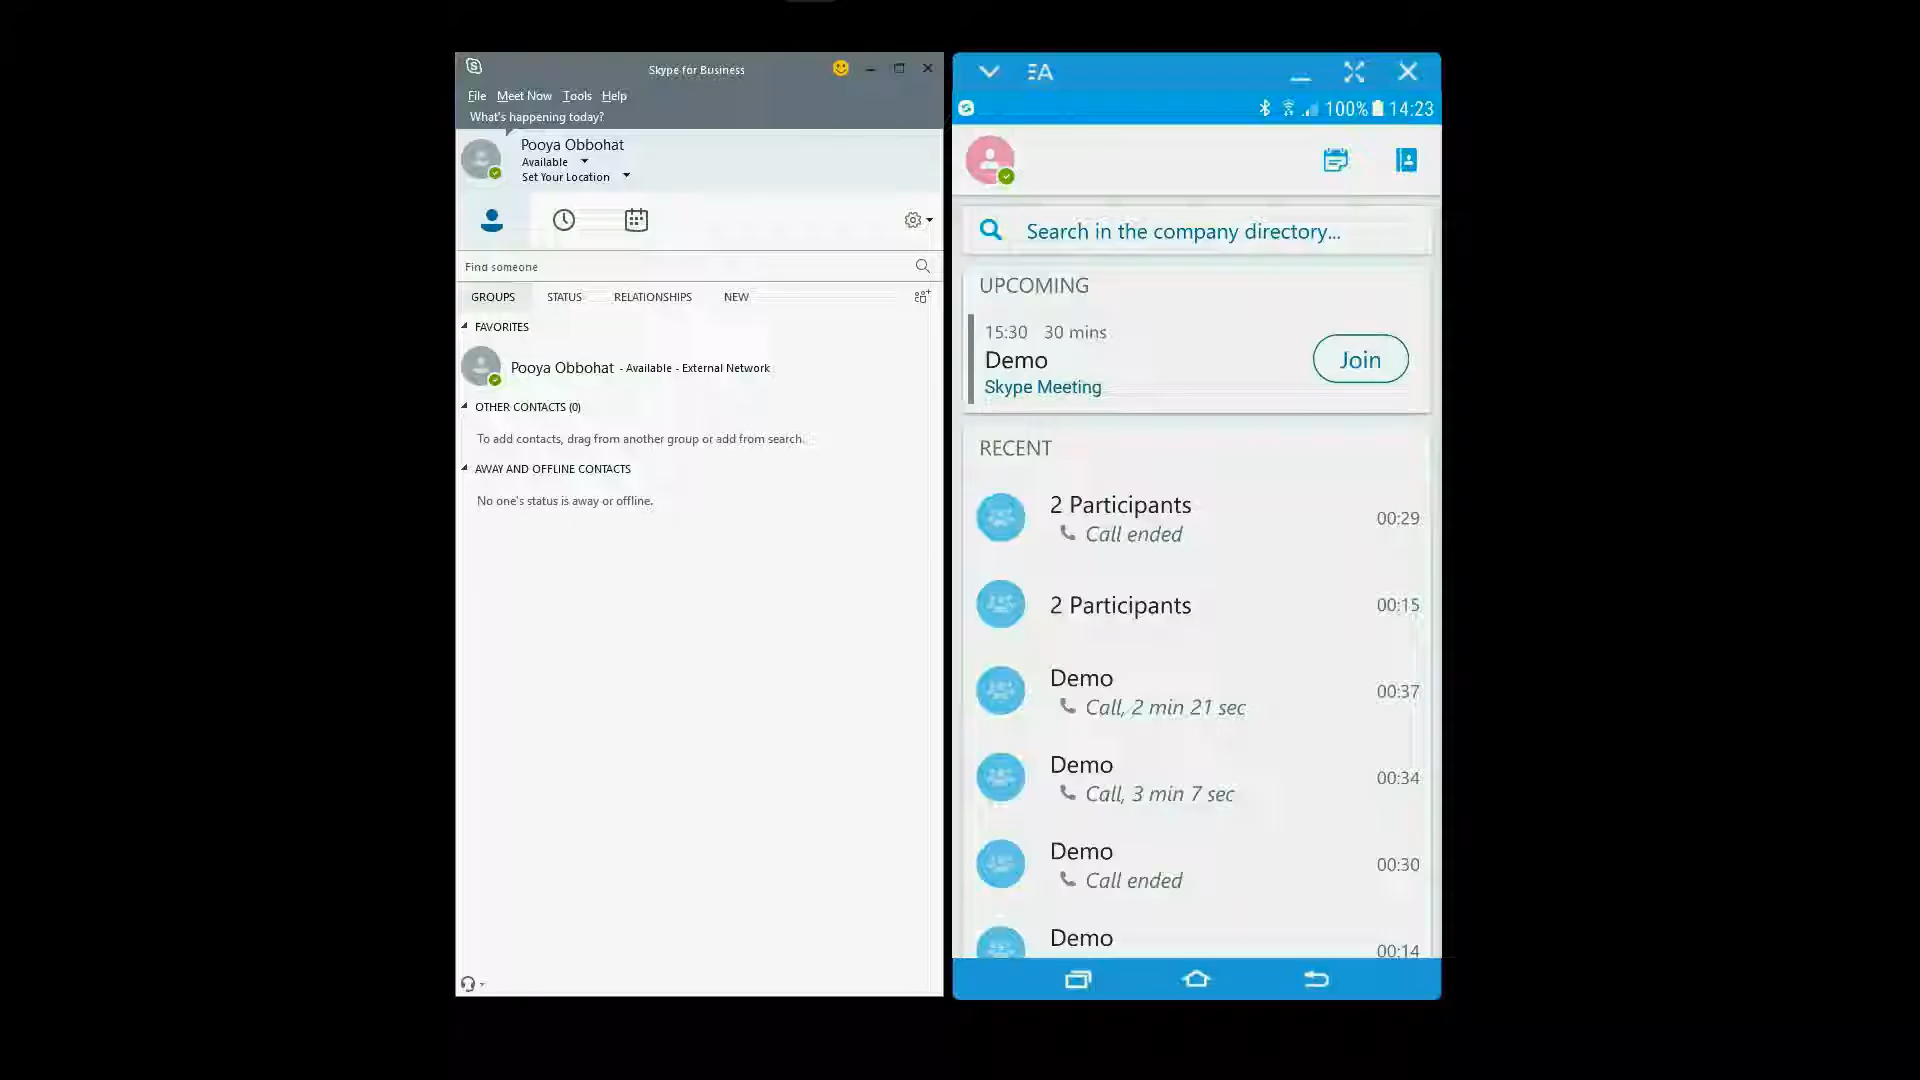 Skype for Business
File Meet Now Tools Help
What's happening today?
Pooya Obbohat
Available
Set Your Location
Find someone
GROUPS STATUS RELATIONSHIPS NEW
FAVORITES
Pooya Obbohat - Available - External Network
OTHER CONTACTS (0)
To add contacts, drag from another group or add from search.
AWAY AND OFFLINE CONTACTS
No one's status is away or offline.
100% 14:23
Search in the company directory...
UPCOMING
15:30 30 mins
Demo
Skype Meeting
Join
RECENT
2 Participants
Call ended
00:29
2 Participants
00:15
Demo
Call, 2 min 21 sec
00:37
Demo
Call, 3 min 7 sec
00:34
Demo
Call ended
00:30
Demo
00:14